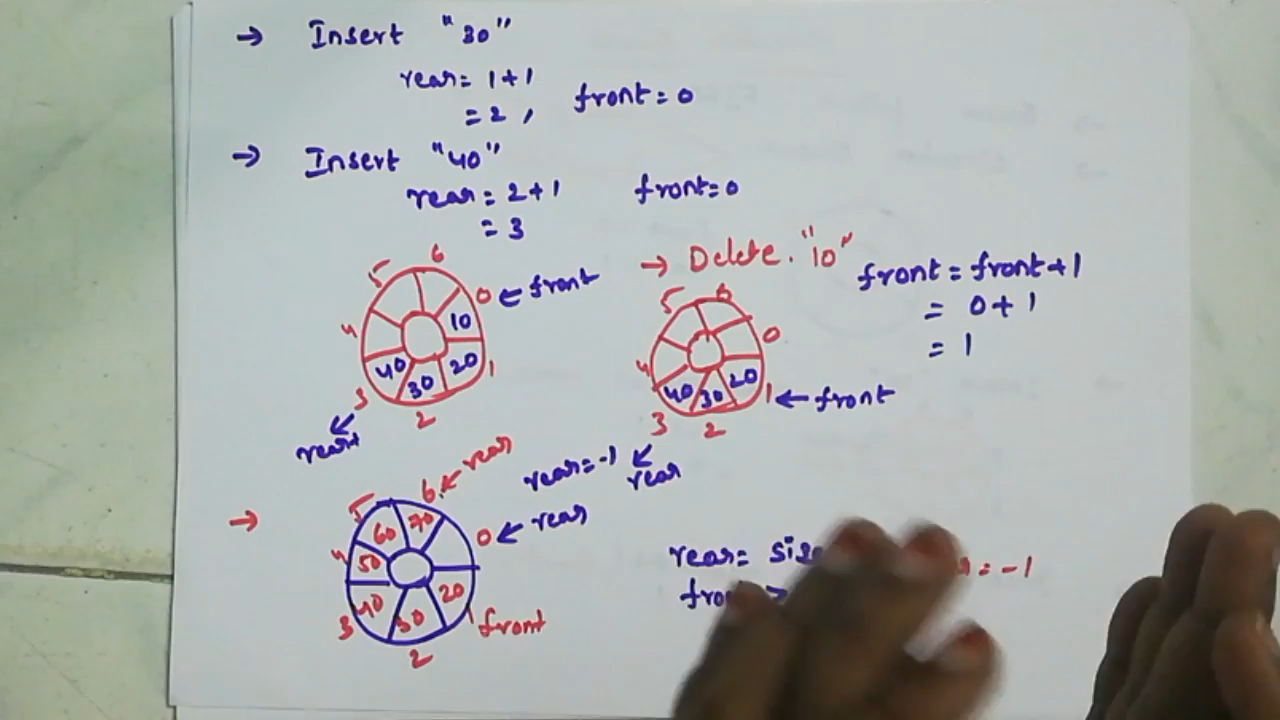 → Insert "30"
rear= 1+1
= 2, front=0
→ Insert "40"
rear= 2+1 front=0
= 3
6
5
0 ← front
4
10
40 20 1
30
3
2
rear
→ Delete. "10"
front = front+1
= 0+1
= 1
5 6
0
4
40 30 20 1 ← front
3
2
rear
→
rear
6
5
rear=-1
60 70
0 ← rear
4
50
40 20
30
3
1 front
2
rear=
= -1
>